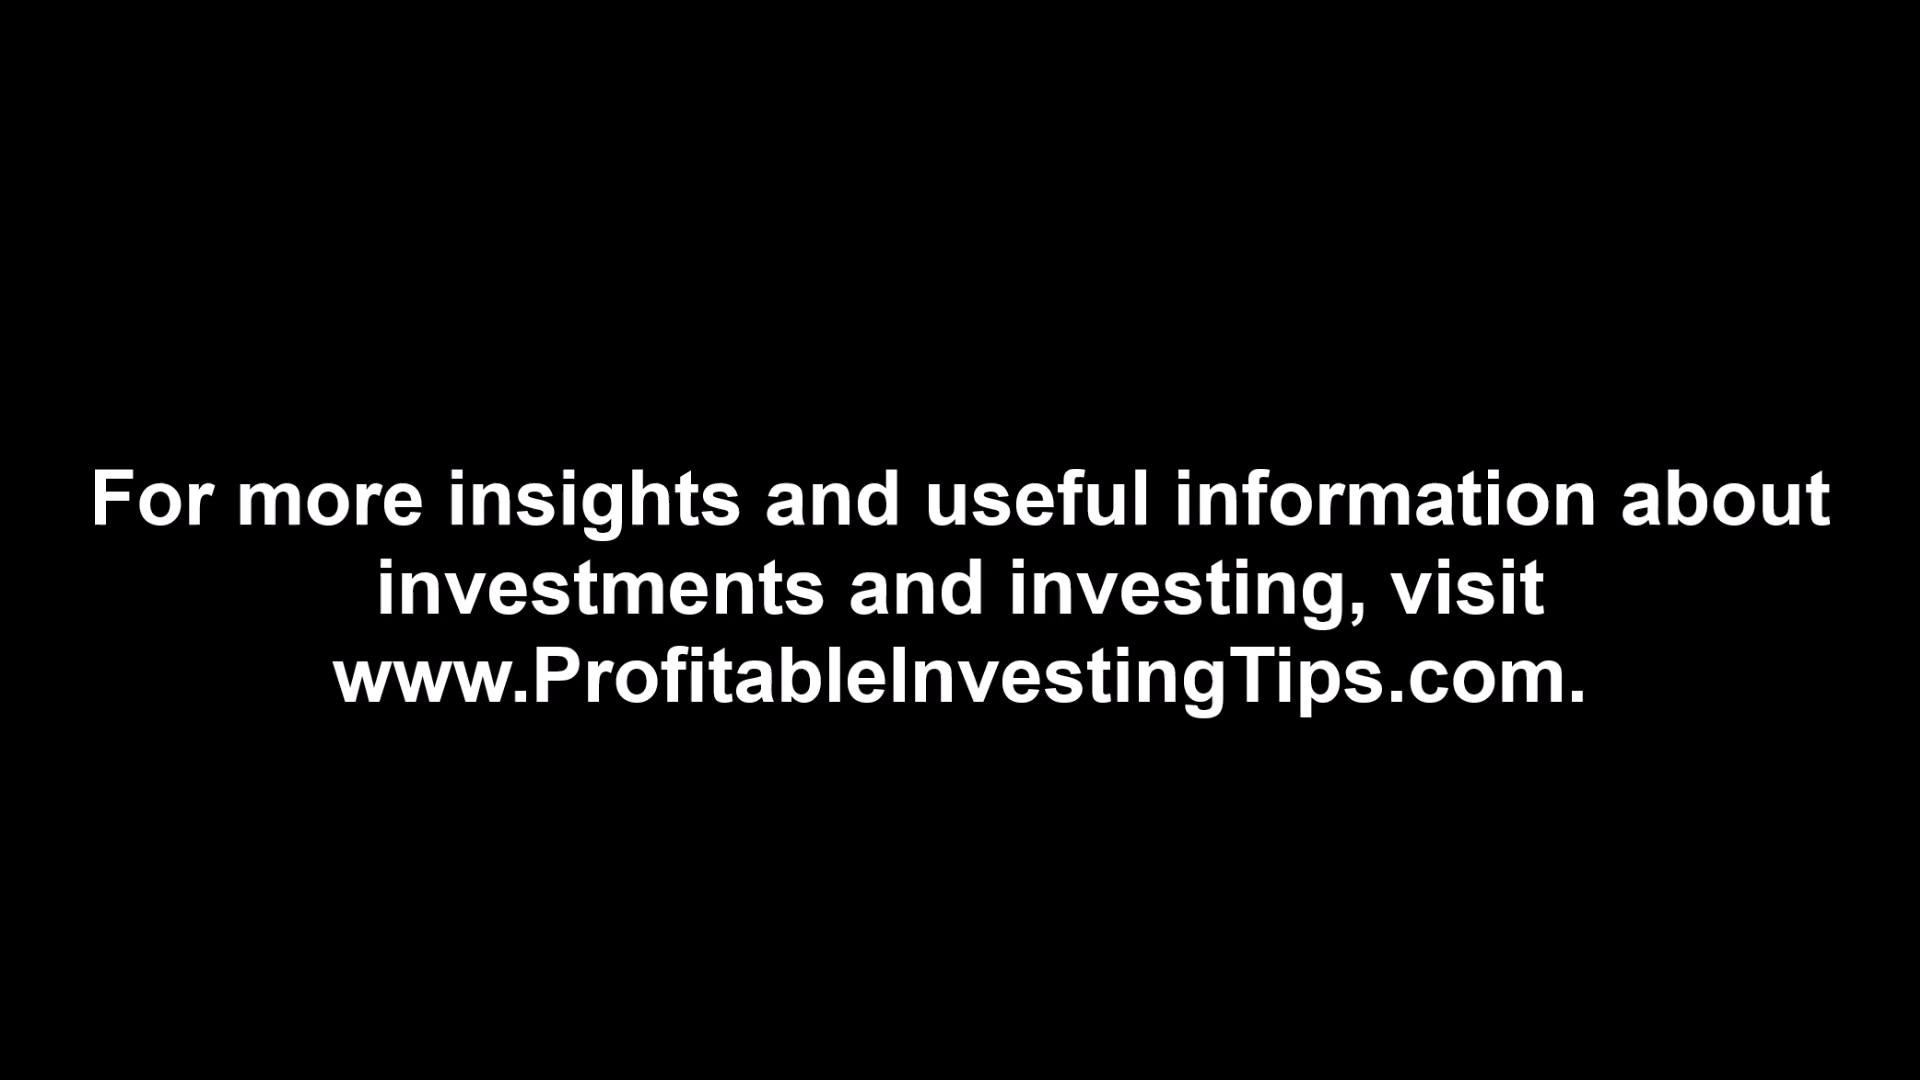 For more insights and useful information about
investments and investing, visit
www.ProfitableInvestingTips.com.